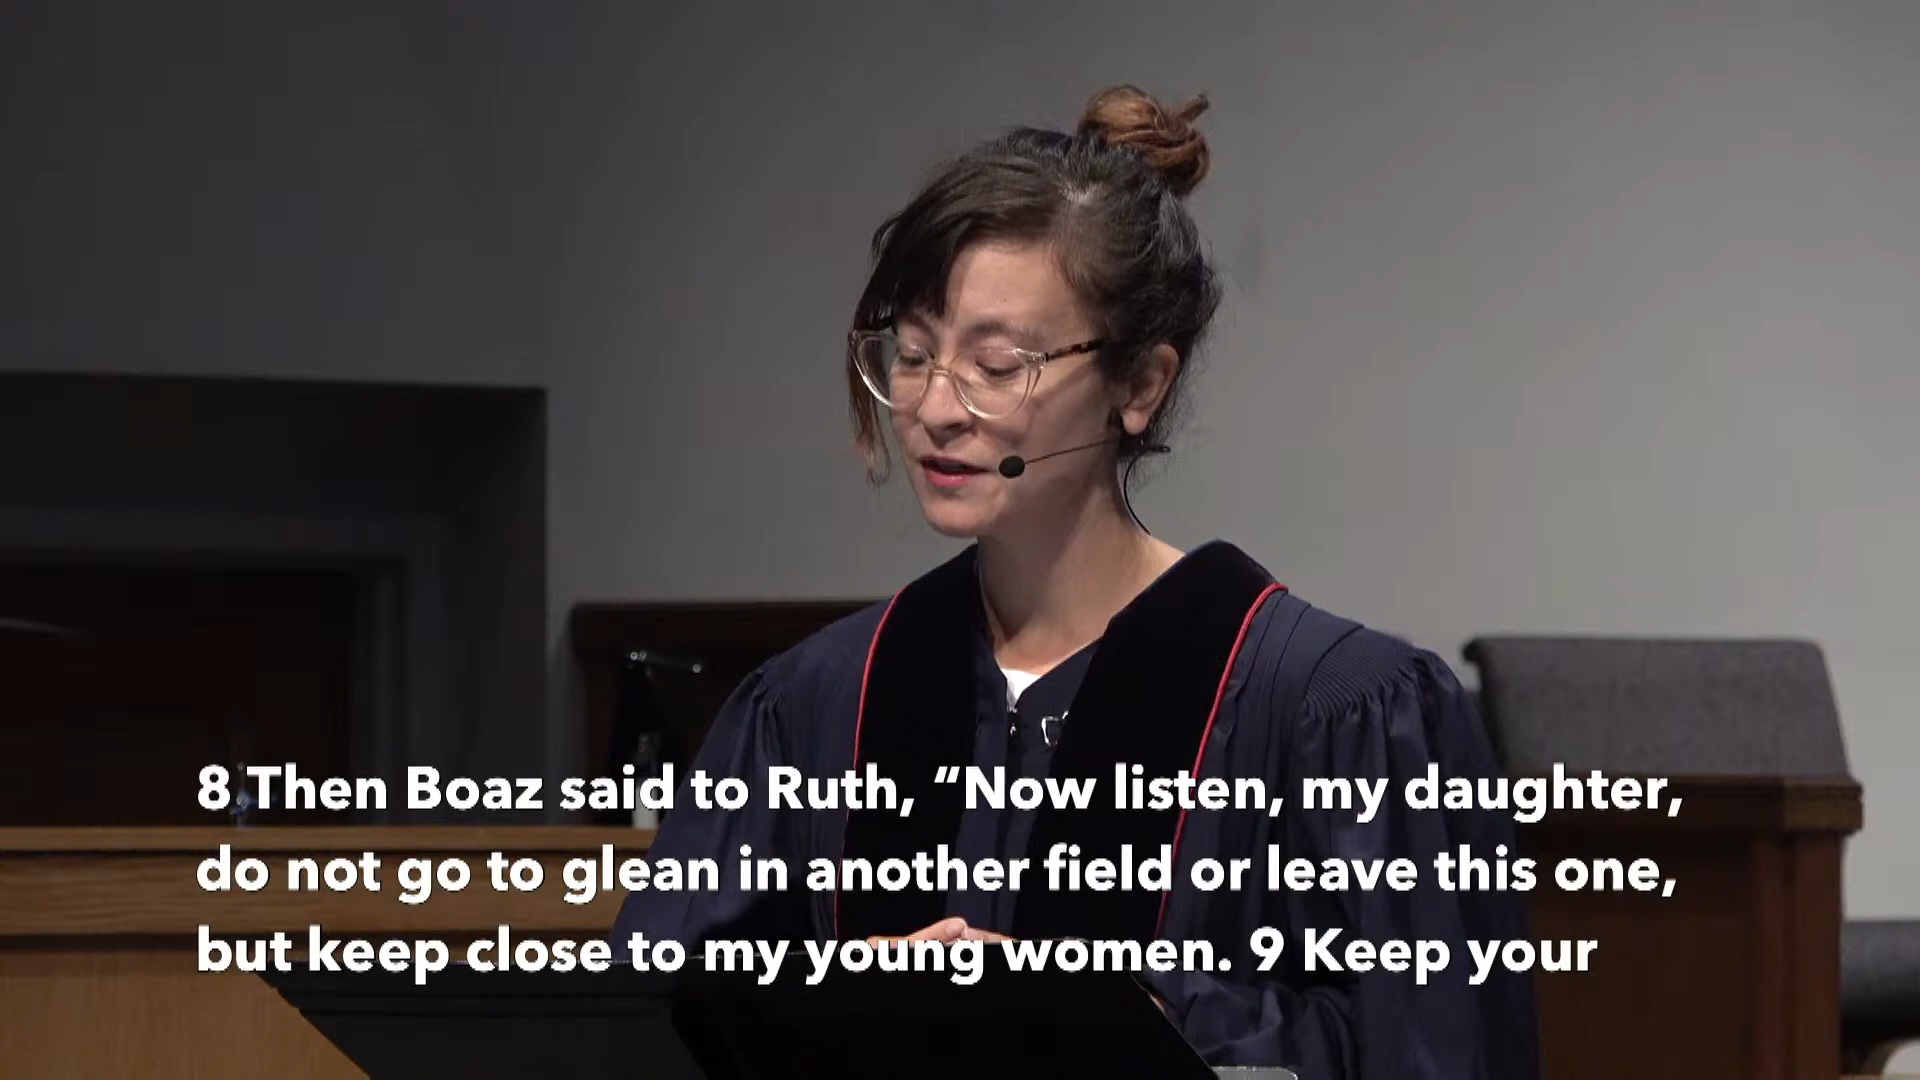 8 Then Boaz said to Ruth, “Now listen, my daughter,
do not go to glean in another field or leave this one,
but keep close to my young women. 9 Keep your